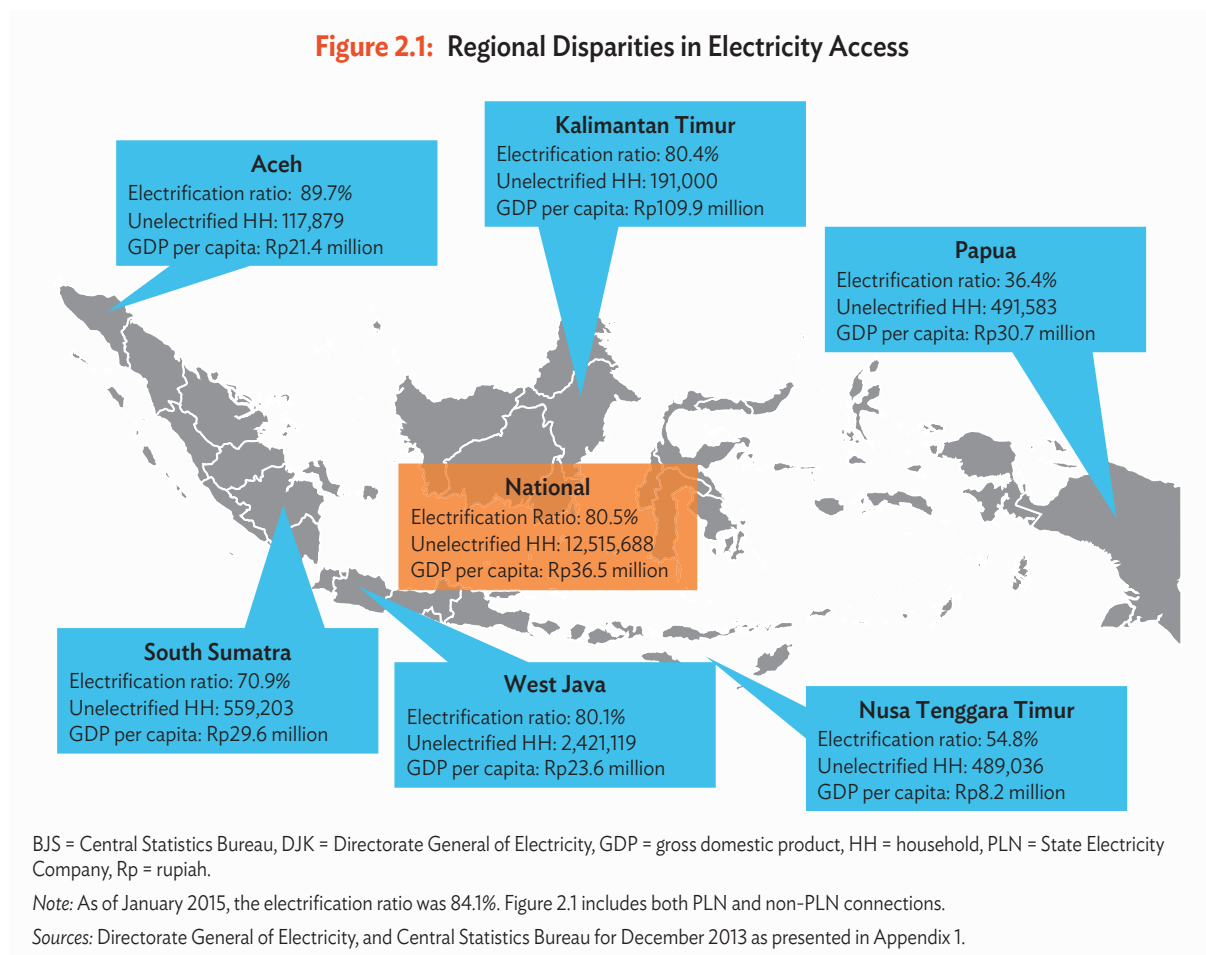 Figure 2.1: Regional Disparities in Electricity Access
Kalimantan Timur
Electrification ratio: 80.4%
Unelectrified HH: 191,000
GDP per capita: Rp109.9 million
Aceh
Electrification ratio: 89.7%
Unelectrified HH: 117,879
GDP per capita: Rp21.4 million
Papua
Electrification ratio: 36.4%
Unelectrified HH: 491,583
GDP per capita: Rp30.7 million
National
Electrification Ratio: 80.5%
Unelectrified HH: 12,515,688
GDP per capita: Rp36.5 million
South Sumatra
Electrification ratio: 70.9%
Unelectrified HH: 559,203
GDP per capita: Rp29.6 million
West Java
Electrification ratio: 80.1%
Unelectrified HH: 2,421,119
GDP per capita: Rp23.6 million
Nusa Tenggara Timur
Electrification ratio: 54.8%
Unelectrified HH: 489,036
GDP per capita: Rp8.2 million
BJS = Central Statistics Bureau, DJK = Directorate General of Electricity, GDP = gross domestic product, HH = household, PLN = State Electricity
Company, Rp = rupiah.
Note: As of January 2015, the electrification ratio was 84.1%. Figure 2.1 includes both PLN and non-PLN connections.
Sources: Directorate General of Electricity, and Central Statistics Bureau for December 2013 as presented in Appendix 1.